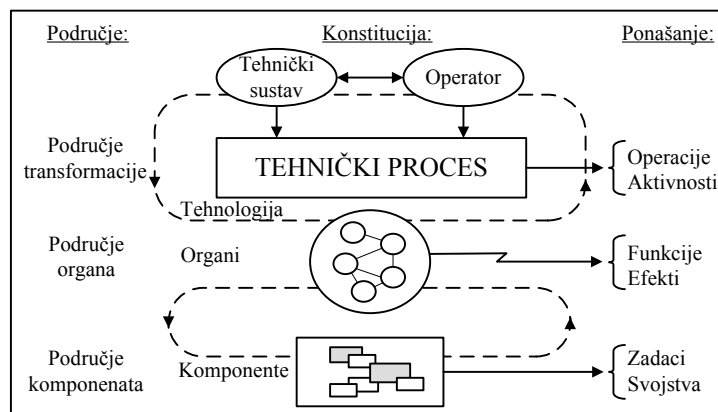 Područje:
Konstitucija:
Ponašanje:
Tehnički
sustav
Operator
Područje
transformacije
TEHNIČKI PROCES
Operacije
Aktivnosti
Tehnologija
Područje
organa
Organi
Funkcije
Efekti
Područje
komponenata
Komponente
Zadaci
Svojstva